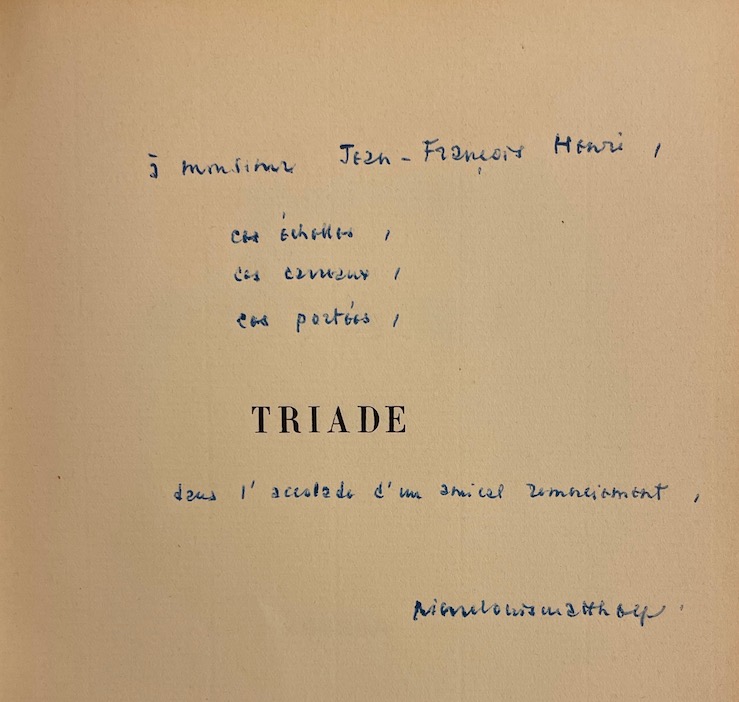 à monsieur Jean-François Henri,
ces échelles,
ces carreaux,
ces portées,
TRIADE
dans l'accolade d'un amical remerciement,
pierrelouismatthey.